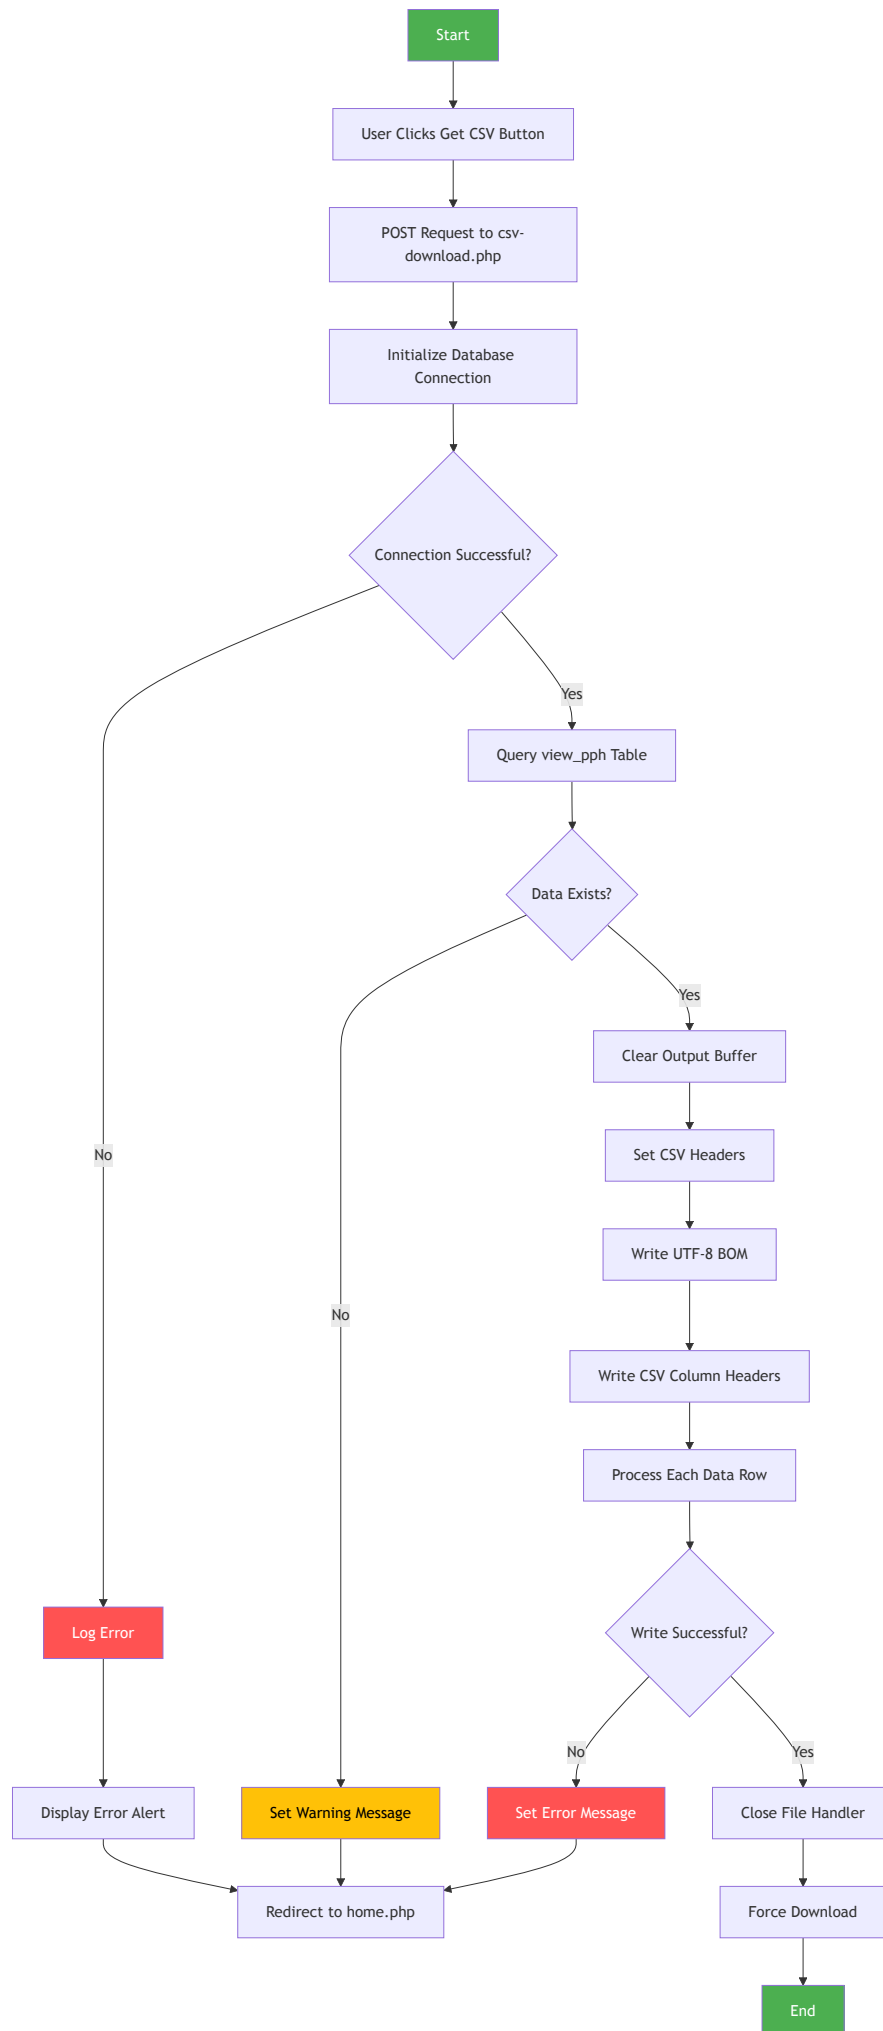 Start
User Clicks Get CSV Button
POST Request to csv-
download.php
Initialize Database
Connection
Connection Successful?
Yes
Query view_pph Table
Data Exists?
Yes
Clear Output Buffer
No
Set CSV Headers
Write UTF-8 BOM
No
Write CSV Column Headers
Process Each Data Row
Log Error
Write Successful?
No
Yes
Display Error Alert
Set Warning Message
Set Error Message
Close File Handler
Redirect to home.php
Force Download
End